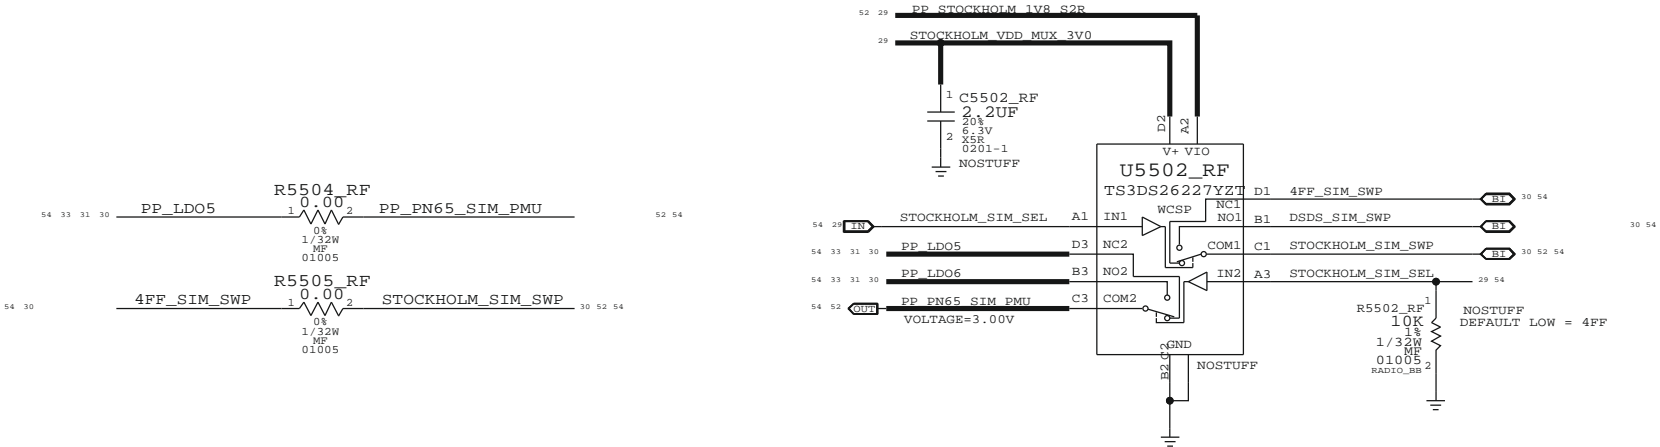 R5504_RF
0.00
54 33 31 30 PP_LDO5 1 2 PP_PN65_SIM_PMU 52 54
0%
1/32W
MF
01005
R5505_RF
0.00
54 30 4FF_SIM_SWP 1 2 STOCKHOLM_SIM_SWP 30 52 54
0%
1/32W
MF
01005
52 29 PP_STOCKHOLM_1V8_S2R
29 STOCKHOLM_VDD_MUX_3V0
1 C5502_RF
2.2UF
20%
6.3V
2 X5R
0201-1
NOSTUFF
D2 A2
V+ VIO
U5502_RF
TS3DS26227YZT
WCSP
NC1 D1 4FF_SIM_SWP BI 30 54
NO1 B1 DSDS_SIM_SWP BI 30 54
COM1 C1 STOCKHOLM_SIM_SWP BI 30 52 54
IN2 A3 STOCKHOLM_SIM_SEL 29 54
54 29 IN STOCKHOLM_SIM_SEL A1 IN1
54 33 31 30 PP_LDO5 D3 NC2
54 33 31 30 PP_LDO6 B3 NO2
54 52 OUT PP_PN65_SIM_PMU C3 COM2
VOLTAGE=3.00V
GND
B2 C2
NOSTUFF
R5502_RF 1
10K
1%
1/32W
MF
01005
RADIO_BB 2
NOSTUFF
DEFAULT LOW = 4FF